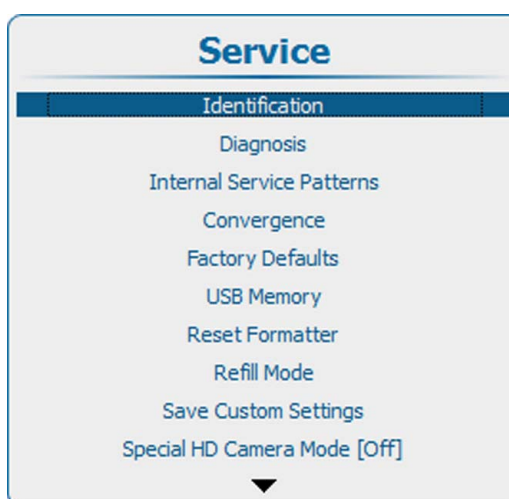 Service
Identification
Diagnosis
Internal Service Patterns
Convergence
Factory Defaults
USB Memory
Reset Formatter
Refill Mode
Save Custom Settings
Special HD Camera Mode [Off]